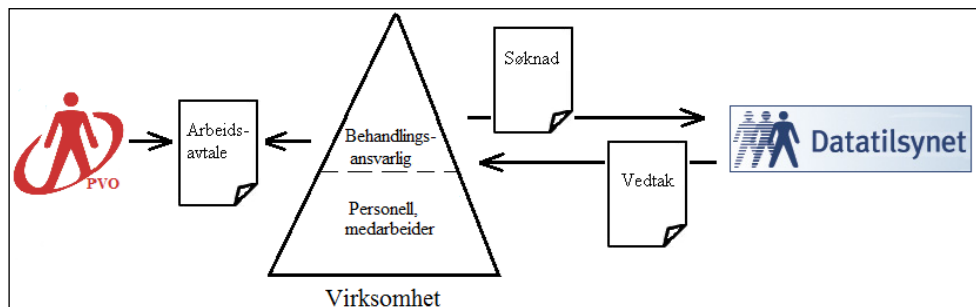 PVO
Arbeids-
avtale
Behandlings-
ansvarlig
Personell,
medarbeider
Virksomhet
Søknad
Vedtak
Datatilsynet